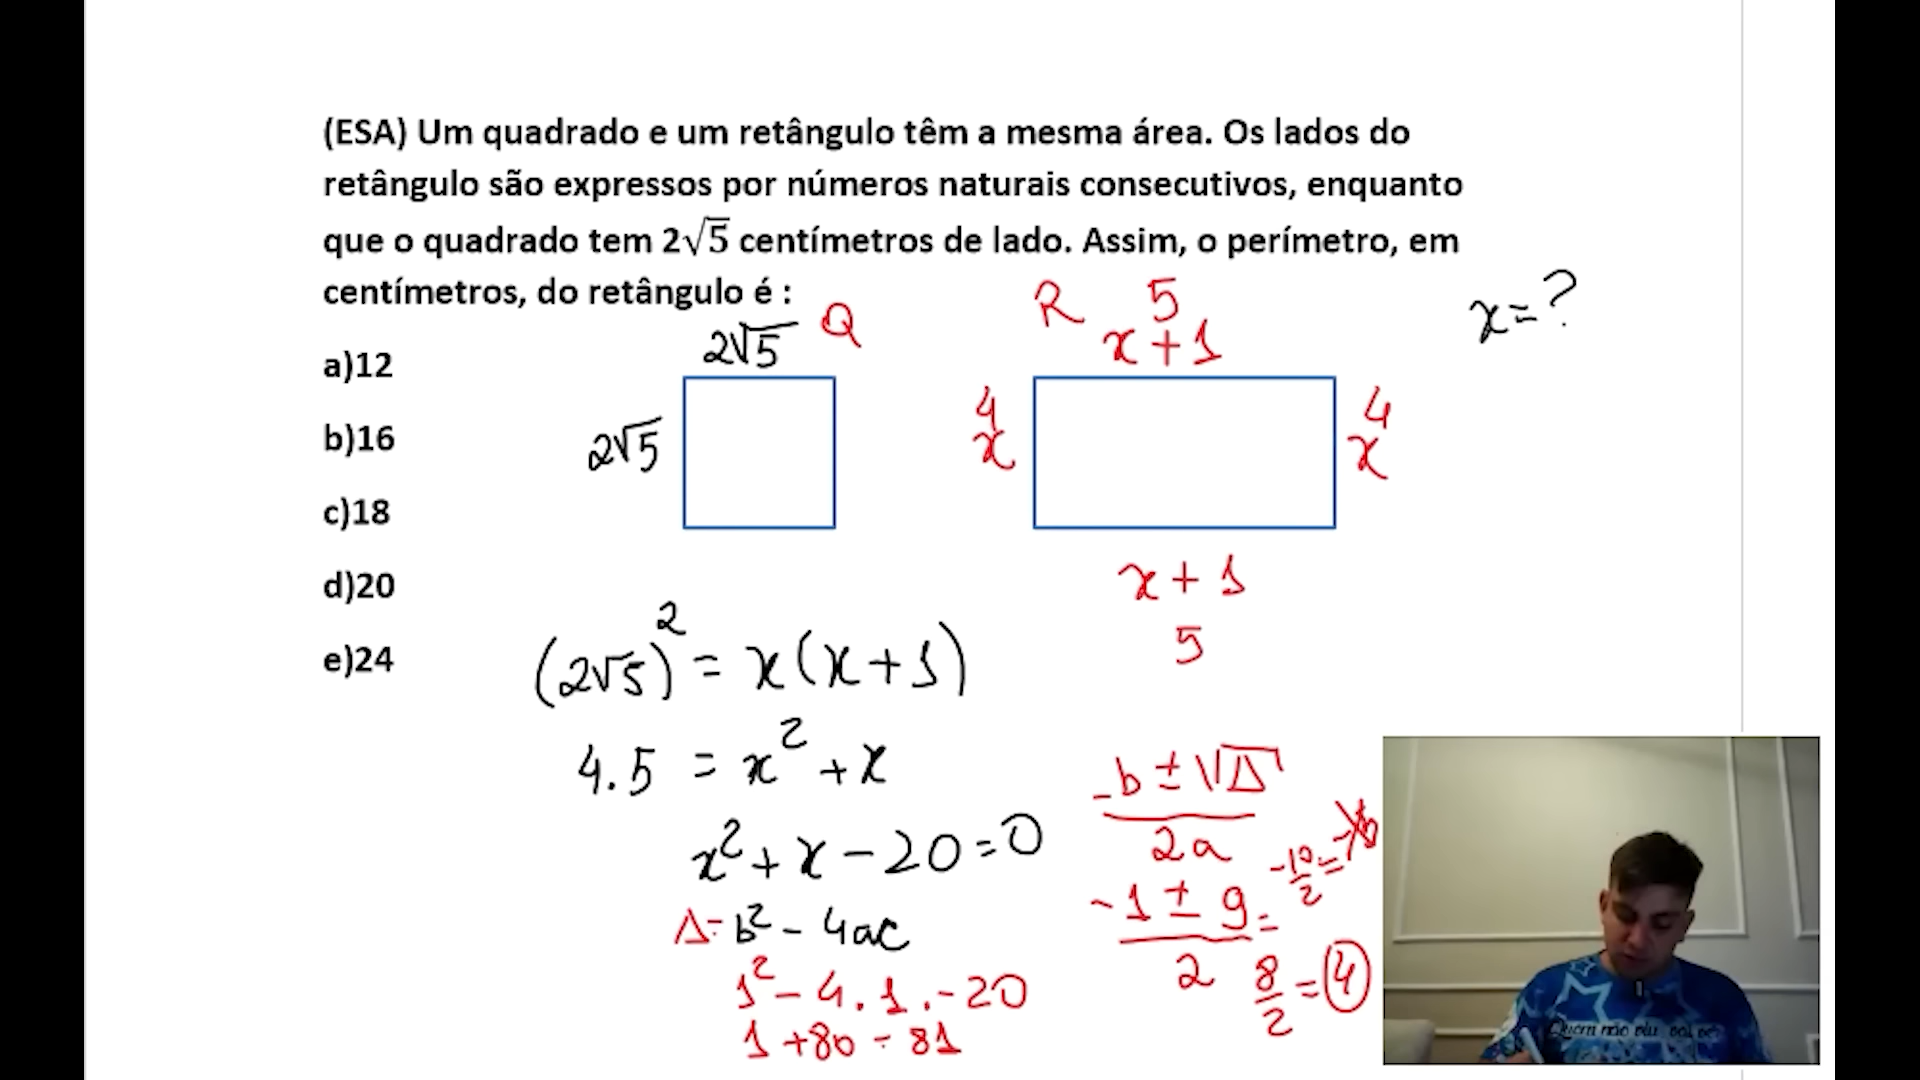 (ESA) Um quadrado e um retângulo têm a mesma área. Os lados do
retângulo são expressos por números naturais consecutivos, enquanto
que o quadrado tem 2√5 centímetros de lado. Assim, o perímetro, em
centímetros, do retângulo é :
a)12
b)16
c)18
d)20
e)24
2√5 Q
2√5
R 5
x + 1
4
x
4
x
x + 1
5
x = ?
(2√5)² = x(x+1)
4.5 = x² + x
x² + x - 20 = 0
Δ = b² - 4ac
1² - 4 . 1 . -20
1 + 80 = 81
-b ± √Δ
2a
-1 ± 9 =
2
-10/2 =
8/2 = 4
Quem não